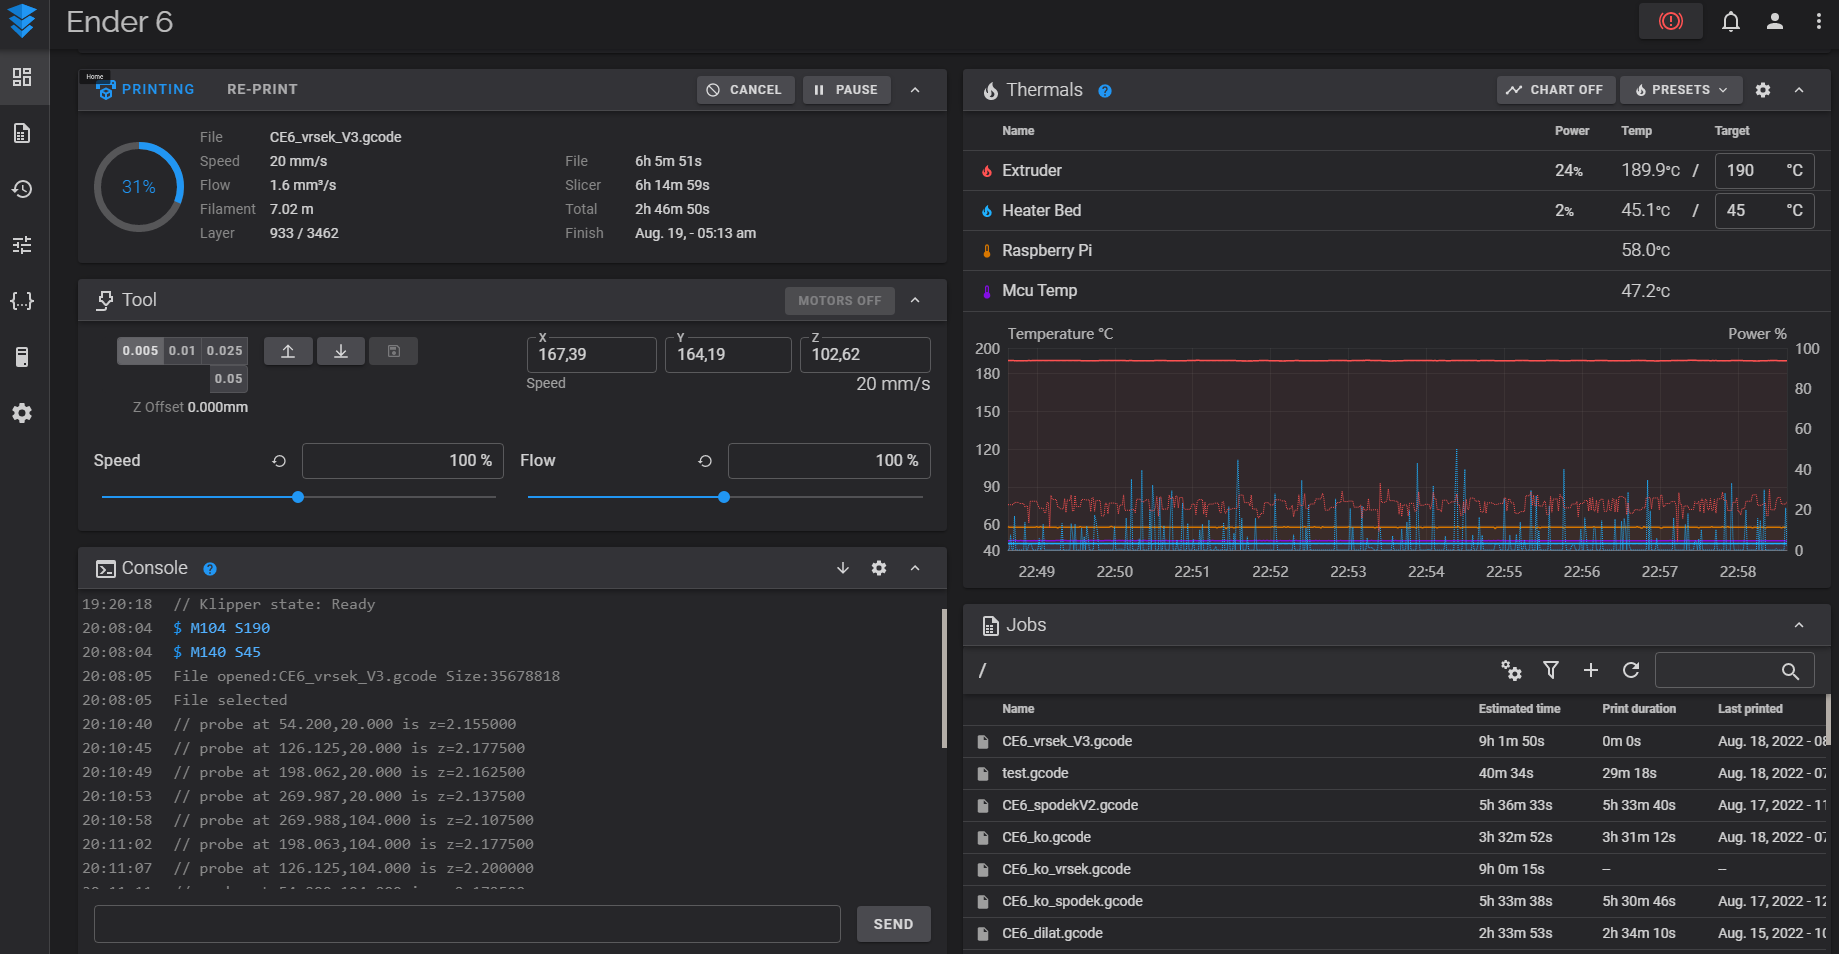 Ender 6
Home
PRINTING RE-PRINT CANCEL PAUSE
31%
File CE6_vrsek_V3.gcode
Speed 20 mm/s File 6h 5m 51s
Flow 1.6 mm³/s Slicer 6h 14m 59s
Filament 7.02 m Total 2h 46m 50s
Layer 933 / 3462 Finish Aug. 19, - 05:13 am
Tool MOTORS OFF
0.005 0.01 0.025
0.05
Z Offset 0.000mm
X Y Z
167,39 164,19 102,62
Speed 20 mm/s
Speed 100 % Flow 100 %
Console
19:20:18 // Klipper state: Ready
20:08:04 $ M104 S190
20:08:04 $ M140 S45
20:08:05 File opened:CE6_vrsek_V3.gcode Size:35678818
20:08:05 File selected
20:10:40 // probe at 54.200,20.000 is z=2.155000
20:10:45 // probe at 126.125,20.000 is z=2.177500
20:10:49 // probe at 198.062,20.000 is z=2.162500
20:10:53 // probe at 269.987,20.000 is z=2.137500
20:10:58 // probe at 269.988,104.000 is z=2.107500
20:11:02 // probe at 198.063,104.000 is z=2.177500
20:11:07 // probe at 126.125,104.000 is z=2.200000
SEND
Thermals CHART OFF PRESETS
Name Power Temp Target
Extruder 24% 189.9°C / 190 °C
Heater Bed 2% 45.1°C / 45 °C
Raspberry Pi 58.0°C
Mcu Temp 47.2°C
Temperature °C Power %
200 100
180
80
150
60
120
40
90
20
60
40 0
22:49 22:50 22:51 22:52 22:53 22:54 22:55 22:56 22:57 22:58
Jobs
/
Name Estimated time Print duration Last printed
CE6_vrsek_V3.gcode 9h 1m 50s 0m 0s Aug. 18, 2022 - 08
test.gcode 40m 34s 29m 18s Aug. 18, 2022 - 07
CE6_spodekV2.gcode 5h 36m 33s 5h 33m 40s Aug. 17, 2022 - 11
CE6_ko.gcode 3h 32m 52s 3h 31m 12s Aug. 18, 2022 - 07
CE6_ko_vrsek.gcode 9h 0m 15s -- --
CE6_ko_spodek.gcode 5h 33m 38s 5h 30m 46s Aug. 17, 2022 - 12
CE6_dilat.gcode 2h 33m 53s 2h 34m 10s Aug. 15, 2022 - 10